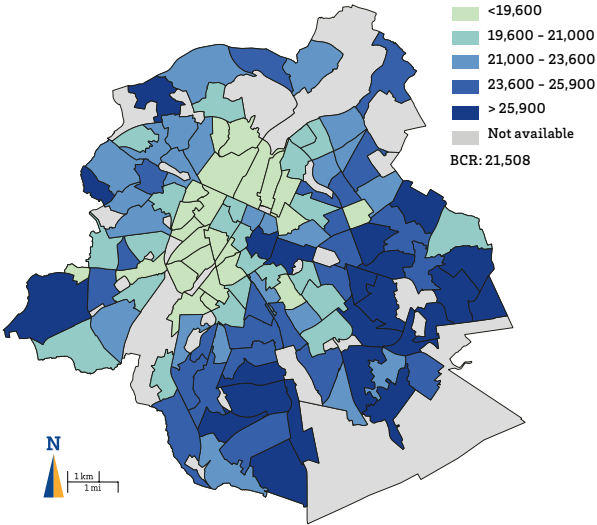 <19,600
19,600 - 21,000
21,000 - 23,600
23,600 - 25,900
> 25,900
Not available
BCR: 21,508
N
1 km
1 mi